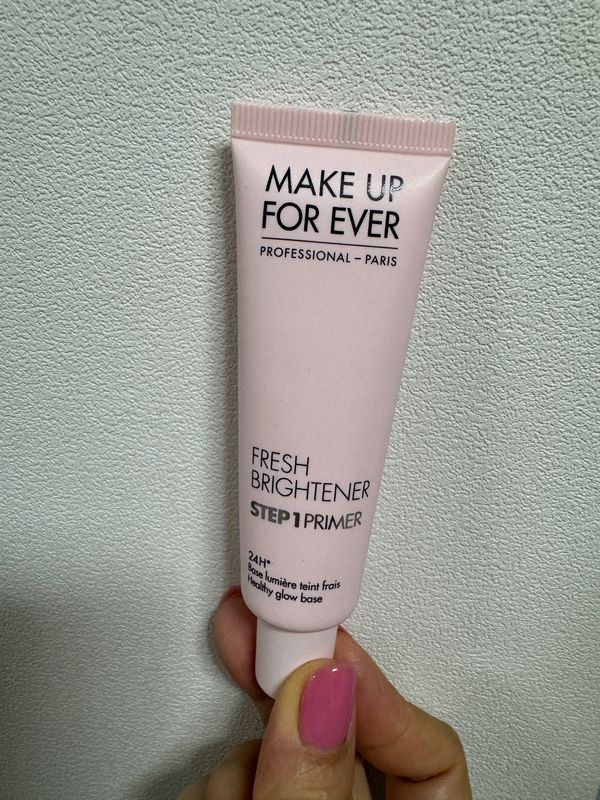 MAKE UP
FOR EVER
PROFESSIONAL – PARIS
FRESH
BRIGHTENER
STEP 1 PRIMER
24H*
Base lumière teint frais
Healthy glow base